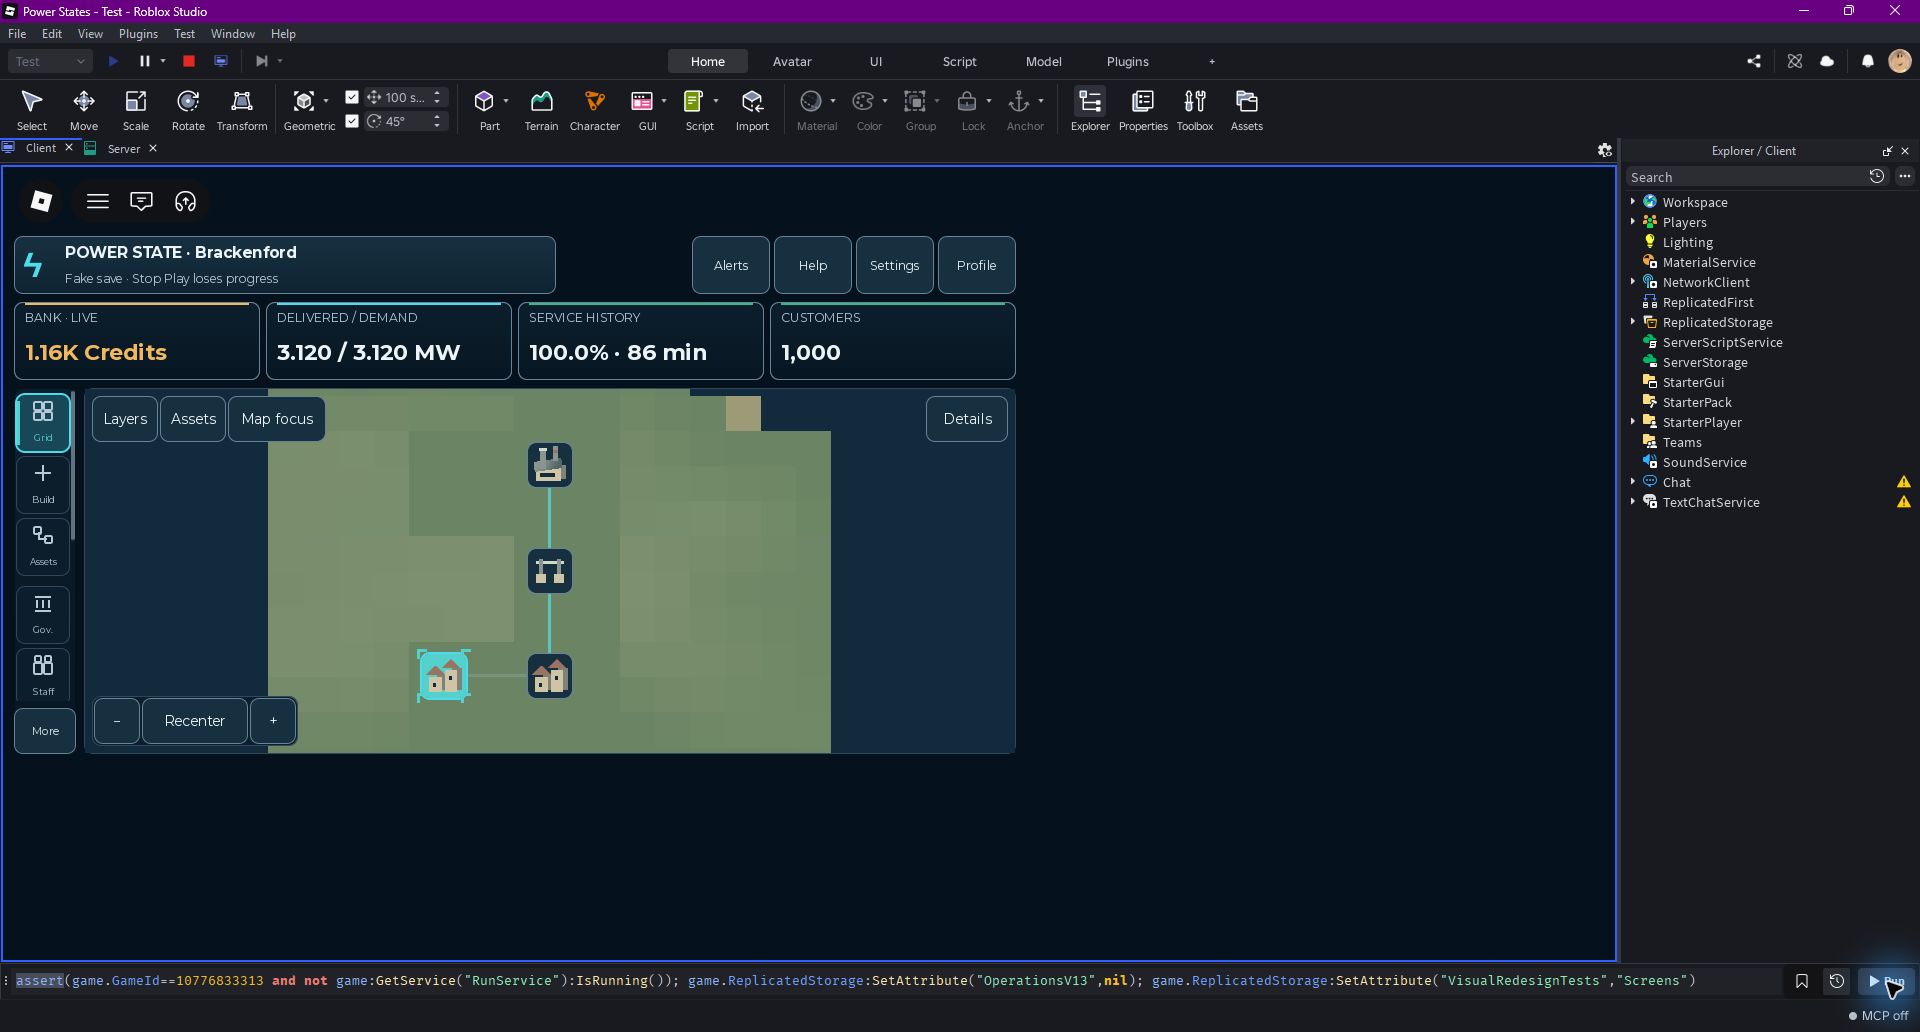 Power States - Test - Roblox Studio
File Edit View Plugins Test Window Help
Test
Home Avatar UI Script Model Plugins +
Select Move Scale Rotate Transform Geometric
100 s...
45°
Part Terrain Character GUI Script Import Material Color Group Lock Anchor Explorer Properties Toolbox Assets
Client Server
Explorer / Client
Search
Workspace
Players
Lighting
MaterialService
NetworkClient
ReplicatedFirst
ReplicatedStorage
ServerScriptService
ServerStorage
StarterGui
StarterPack
StarterPlayer
Teams
SoundService
Chat
TextChatService
POWER STATE · Brackenford
Fake save · Stop Play loses progress
Alerts Help Settings Profile
BANK · LIVE
1.16K Credits
DELIVERED / DEMAND
3.120 / 3.120 MW
SERVICE HISTORY
100.0% · 86 min
CUSTOMERS
1,000
Grid
Build
Assets
Gov.
Staff
More
Layers Assets Map focus
Details
− Recenter +
assert(game.GameId==10776833313 and not game:GetService("RunService"):IsRunning()); game.ReplicatedStorage:SetAttribute("OperationsV13",nil); game.ReplicatedStorage:SetAttribute("VisualRedesignTests","Screens")
MCP off